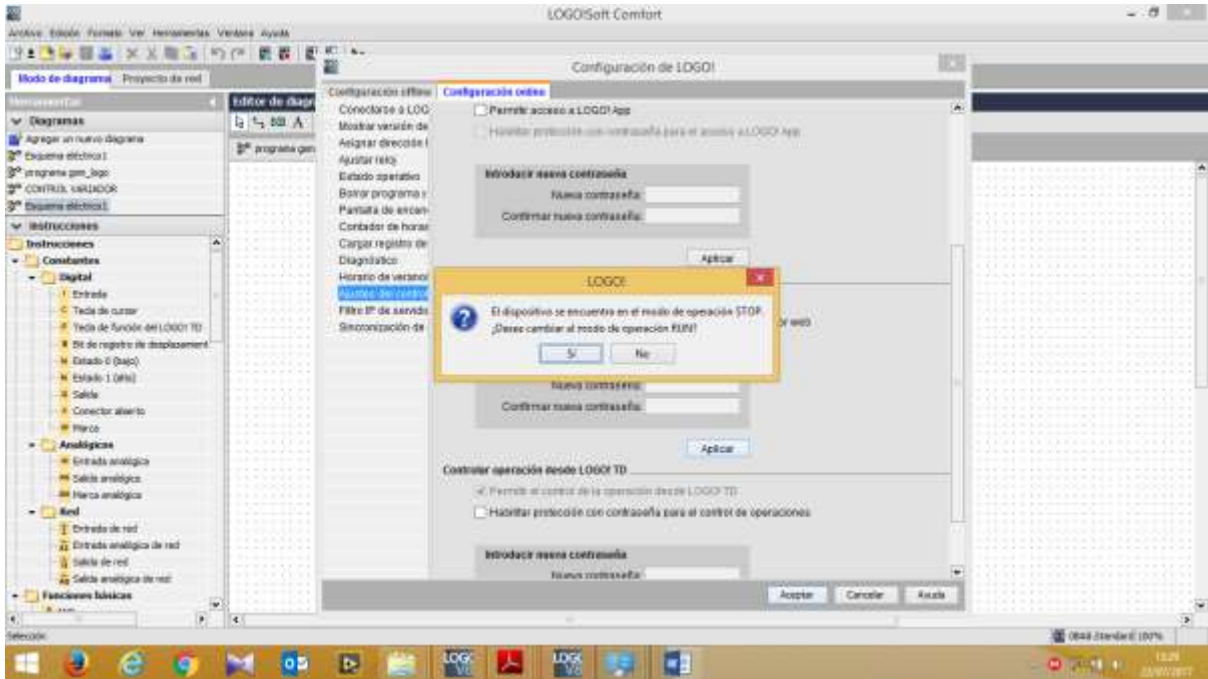 LOGO!Soft Comfort
Archivo Edición Formato Ver Herramientas Ventana Ayuda
Modo de diagrama Proyecto de red
Herramientas
Diagramas
Agregar un nuevo diagrama
Esquema eléctrico1
programa gen_logo
CONTROL VARIADOR
Esquema eléctrico1
Instrucciones
Instrucciones
Constantes
Digital
Entrada
Tecla de cursor
Tecla de función del LOGO! TD
Bit de registro de desplazamient
Estado 0 (bajo)
Estado 1 (alto)
Salida
Conector abierto
Marca
Analógicos
Entrada analógica
Salida analógica
Marca analógica
Red
Entrada de red
Entrada analógica de red
Salida de red
Salida analógica de red
Funciones básicas
Editor de diagr
programa gen
Configuración de LOGO!
Configuración offline Configuración online
Conectarse a LOG
Mostrar versión de
Asignar dirección I
Ajustar reloj
Estado operativo
Borrar programa y
Pantalla de encen
Contador de horas
Cargar registro de
Diagnóstico
Horario de verano/
Ajustes del control
Filtro IP de servido
Sincronización de
Permitir acceso a LOGO! App
Habilitar protección con contraseña para el acceso a LOGO! App
Introducir nueva contraseña
Nueva contraseña:
Confirmar nueva contraseña:
Aplicar
LOGO!
El dispositivo se encuentra en el modo de operación STOP.
¿Desea cambiar al modo de operación RUN?
Sí No
or web
Nueva contraseña:
Confirmar nueva contraseña:
Aplicar
Controlar operación desde LOGO! TD
Permitir el control de la operación desde LOGO! TD
Habilitar protección con contraseña para el control de operaciones
Introducir nueva contraseña
Nueva contraseña:
Aceptar Cancelar Ayuda
Selección
0BA8.Standard 100%
13:29